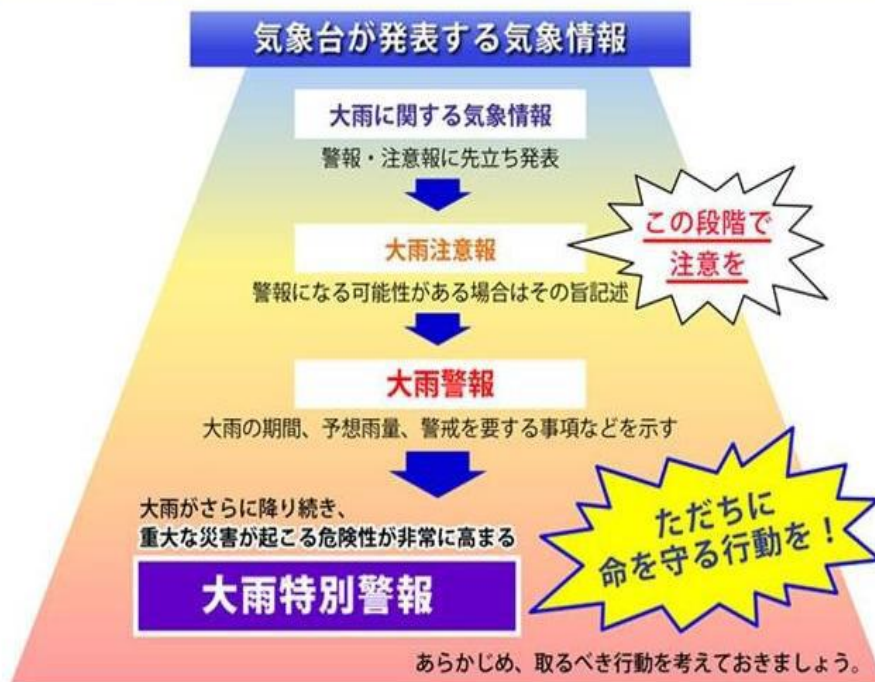 気象台が発表する気象情報
大雨に関する気象情報
警報・注意報に先立ち発表
大雨注意報
この段階で
注意を
警報になる可能性がある場合はその旨記述
大雨警報
大雨の期間、予想雨量、警戒を要する事項などを示す
大雨がさらに降り続き、
重大な災害が起こる危険性が非常に高まる
ただちに
命を守る行動を！
大雨特別警報
あらかじめ、取るべき行動を考えておきましょう。